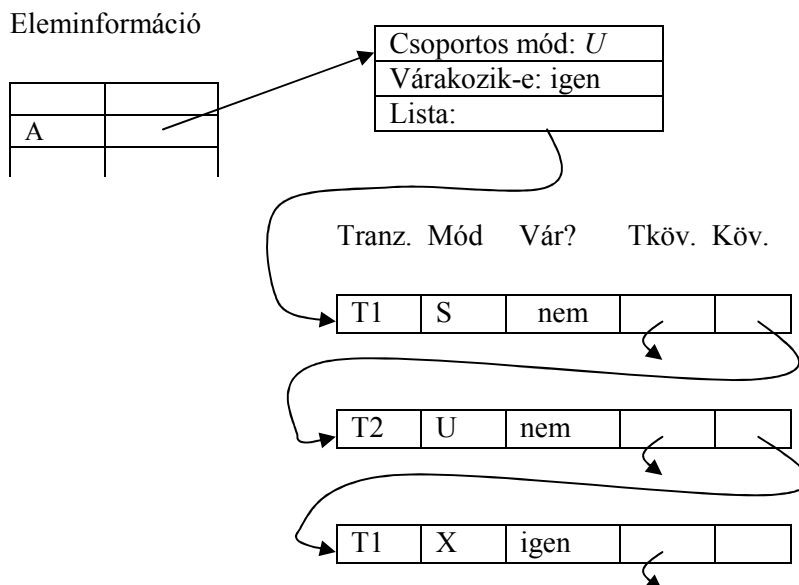 Eleminformáció
Csoportos mód: U
Várakozik-e: igen
Lista:
A
Tranz. Mód Vár? Tköv. Köv.
T1 S nem
T2 U nem
T1 X igen